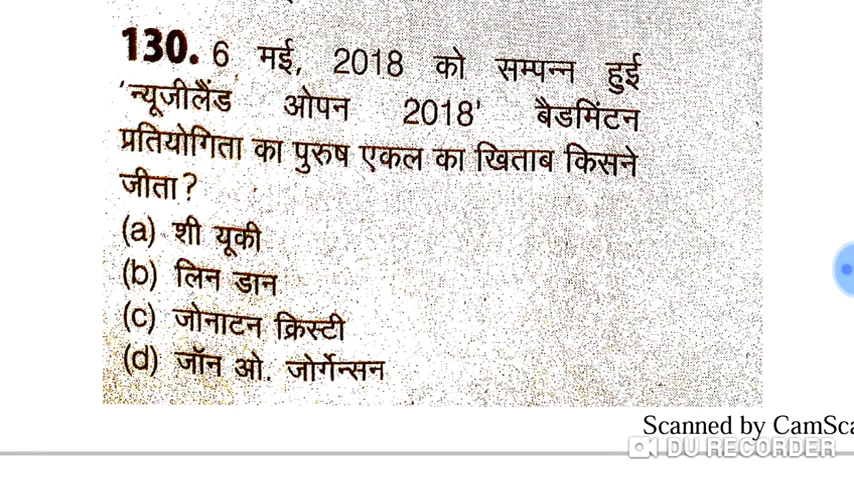 130. 6 मई, 2018 को सम्पन्न हुई
'न्यूजीलैंड ओपन 2018' बैडमिंटन
प्रतियोगिता का पुरुष एकल का खिताब किसने
जीता?
(a) शी यूकी
(b) लिन डान
(c) जोनाटन क्रिस्टी
(d) जॉन ओ. जोर्गेन्सन
Scanned by CamSca
DU RECORDER